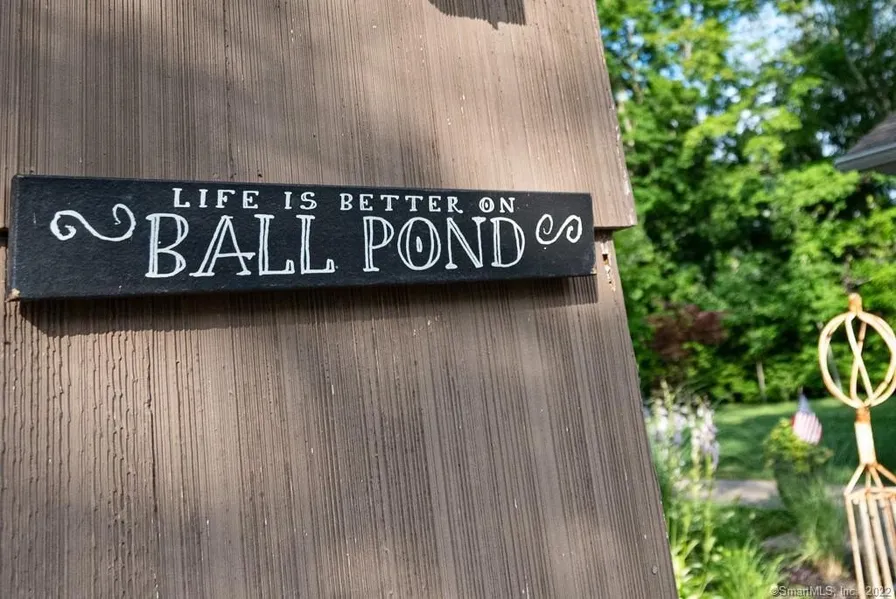 LIFE IS BETTER ON
BALL POND
©SmartMLS, Inc. 2022